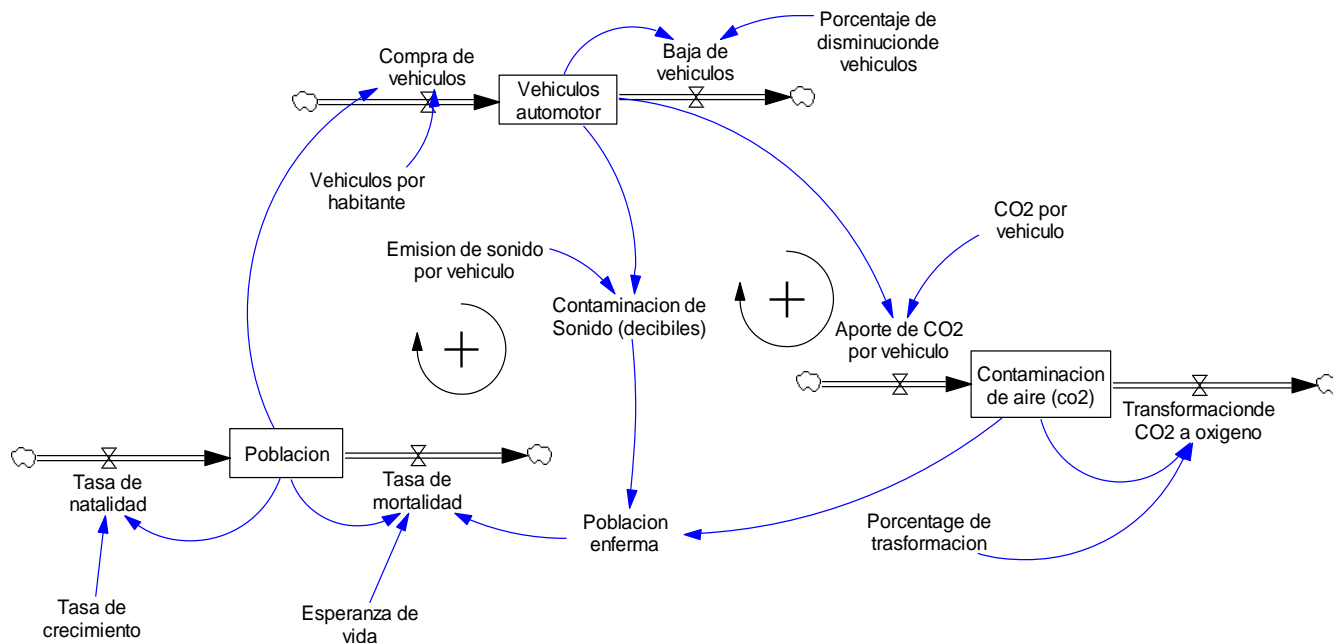 Porcentaje de
disminucionde
vehiculos
Compra de
vehiculos
Baja de
vehiculos
Vehiculos
automotor
Vehiculos por
habitante
CO2 por
vehiculo
Emision de sonido
por vehiculo
Contaminacion de
Sonido (decibiles)
Aporte de CO2
por vehiculo
Contaminacion
de aire (co2)
Transformacionde
CO2 a oxigeno
Poblacion
Tasa de
natalidad
Tasa de
mortalidad
Poblacion
enferma
Porcentage de
trasformacion
Tasa de
crecimiento
Esperanza de
vida